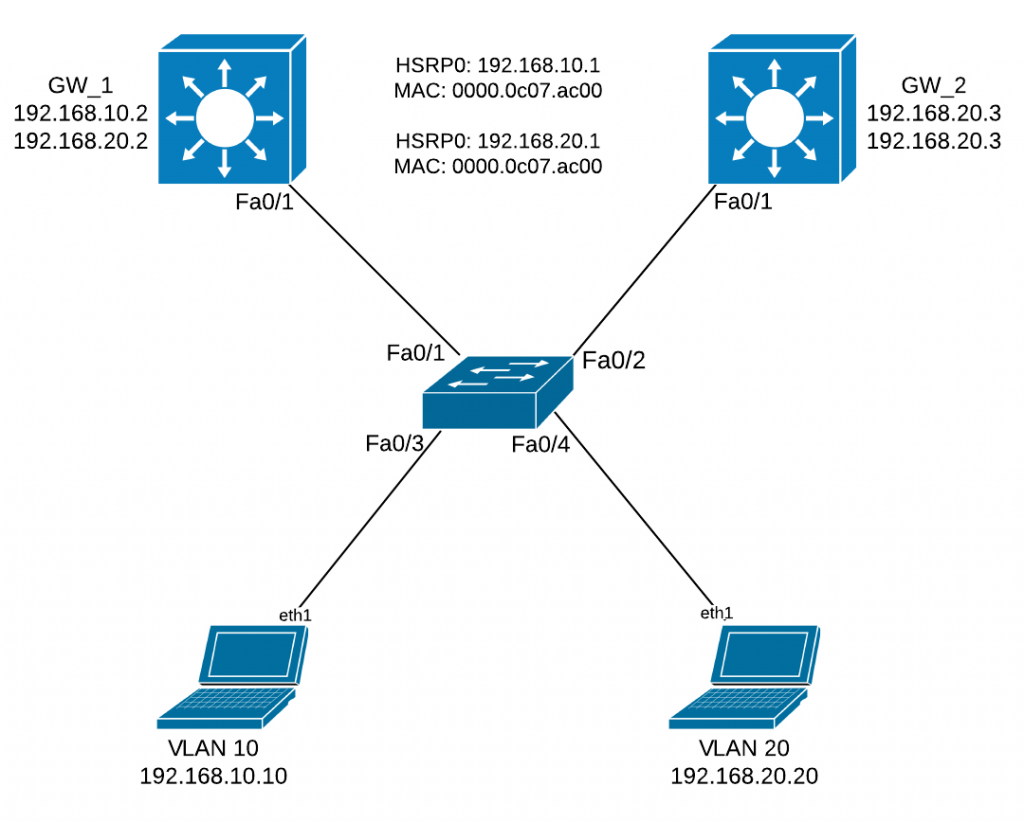 GW_1
192.168.10.2
192.168.20.2
HSRP0: 192.168.10.1
MAC: 0000.0c07.ac00
HSRP0: 192.168.20.1
MAC: 0000.0c07.ac00
GW_2
192.168.20.3
192.168.20.3
Fa0/1
Fa0/1
Fa0/1
Fa0/2
Fa0/3
Fa0/4
eth1
eth1
VLAN 10
192.168.10.10
VLAN 20
192.168.20.20